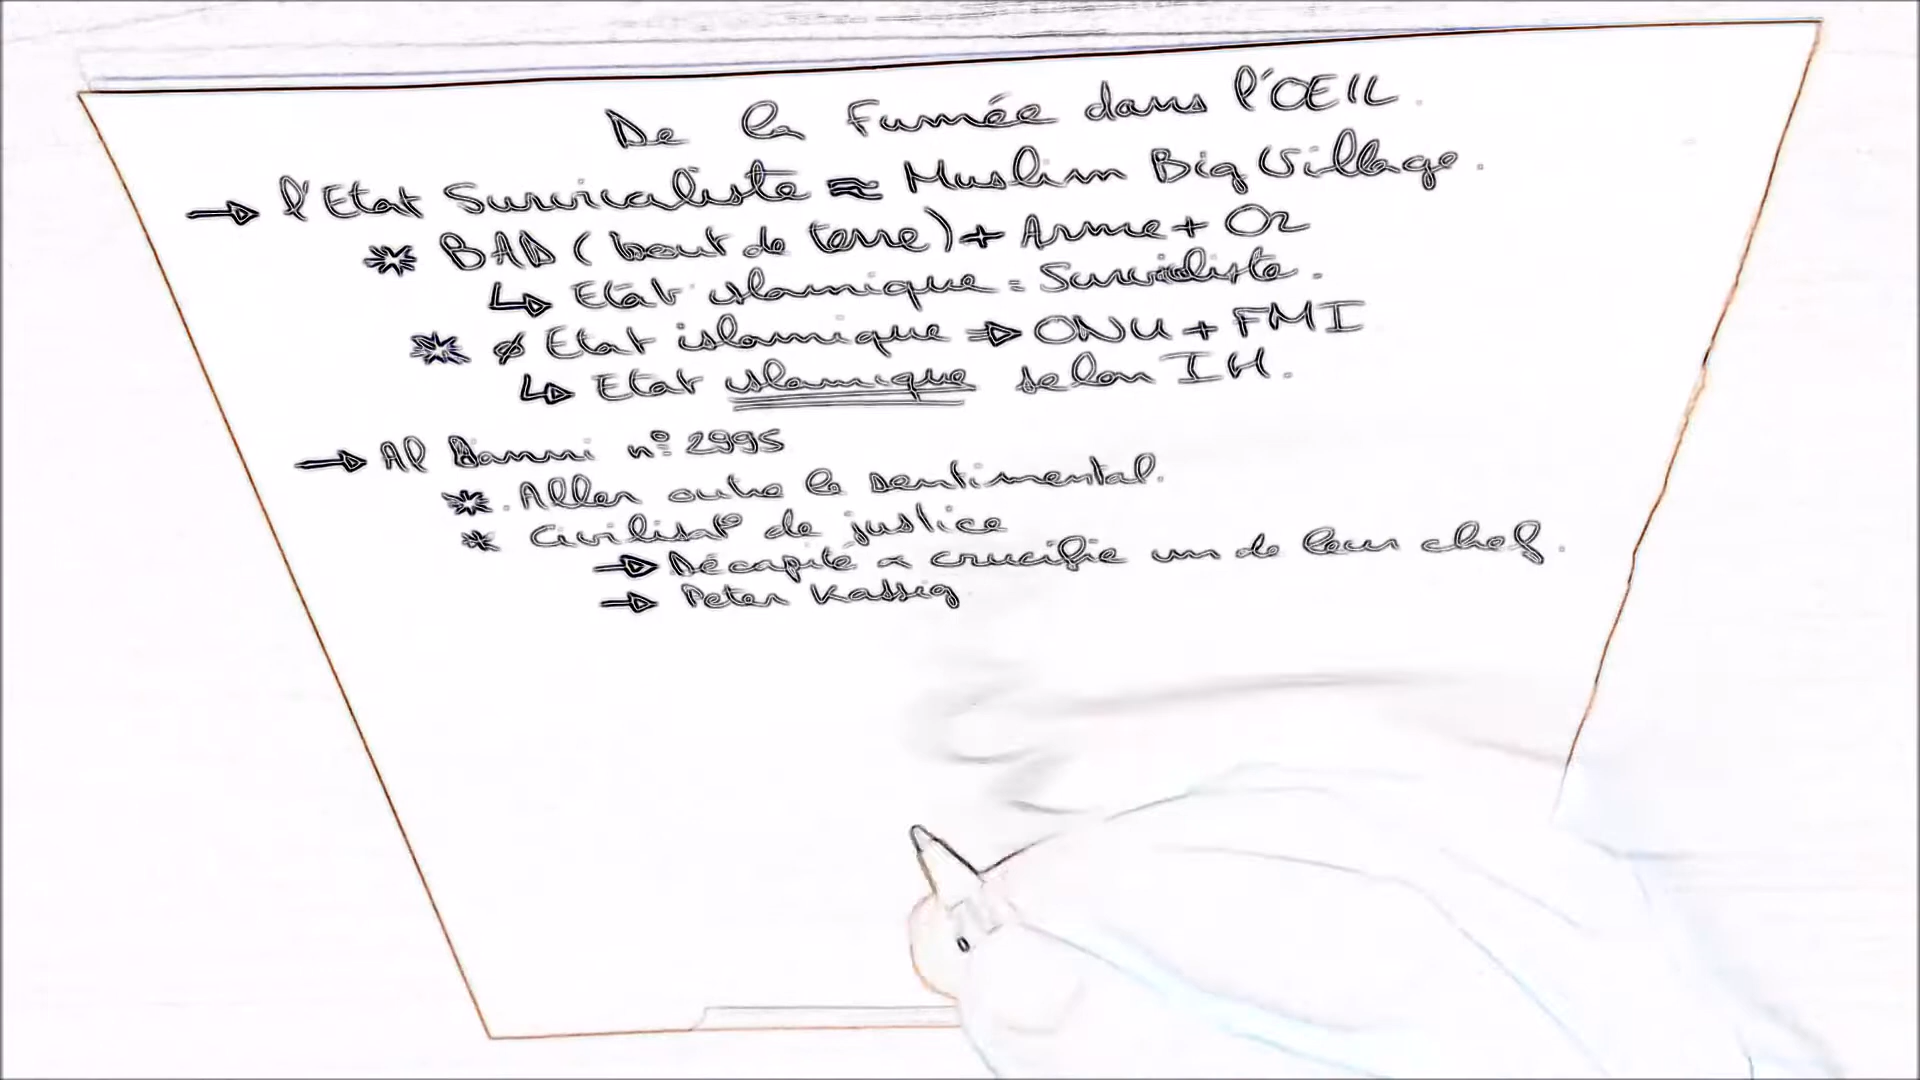 De la Fumée dans l'OEIL.
→ l'Etat Survivaliste ≈ Muslim Big Village.
* BAD (bout de terre) + Arme + Or
↳ Etat islamique = Survivaliste.
* ø Etat islamique ⇒ ONU + FMI
↳ Etat islamique selon IH.
→ Al n° 2995
* . Aller outre le sentimental.
* Civilisat° de justice
→ Décapité crucifie un de leur chef.
→ Peter Kassig